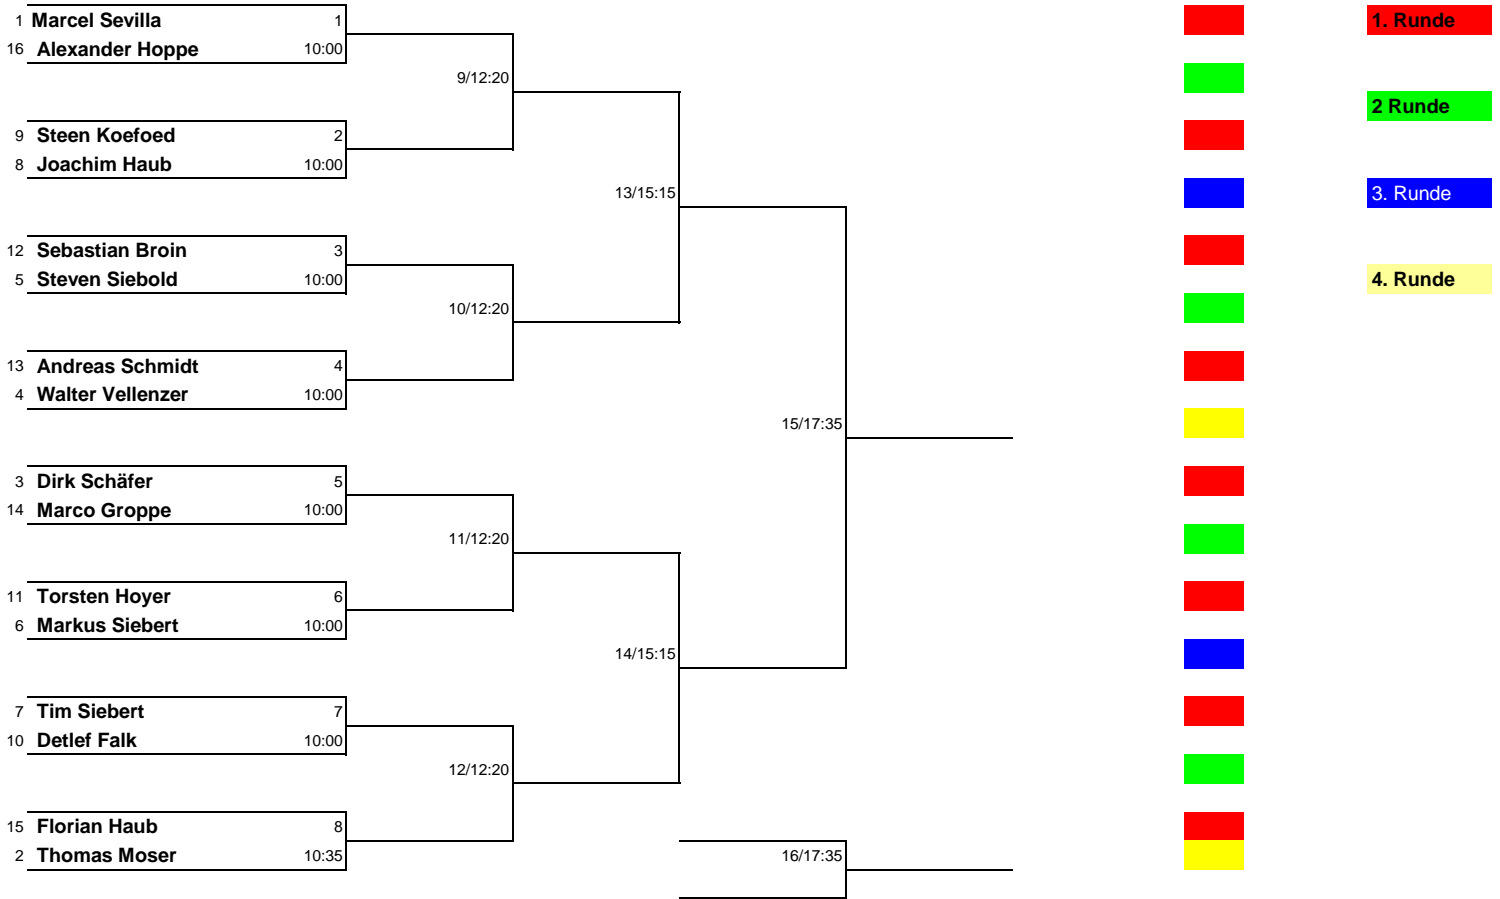 1 Marcel Sevilla 1
16 Alexander Hoppe 10:00
9/12:20
9 Steen Koefoed 2
8 Joachim Haub 10:00
13/15:15
12 Sebastian Broin 3
5 Steven Siebold 10:00
10/12:20
13 Andreas Schmidt 4
4 Walter Vellenzer 10:00
15/17:35
3 Dirk Schäfer 5
14 Marco Groppe 10:00
11/12:20
11 Torsten Hoyer 6
6 Markus Siebert 10:00
14/15:15
7 Tim Siebert 7
10 Detlef Falk 10:00
12/12:20
15 Florian Haub 8
2 Thomas Moser 10:35
16/17:35
1. Runde
2 Runde
3. Runde
4. Runde